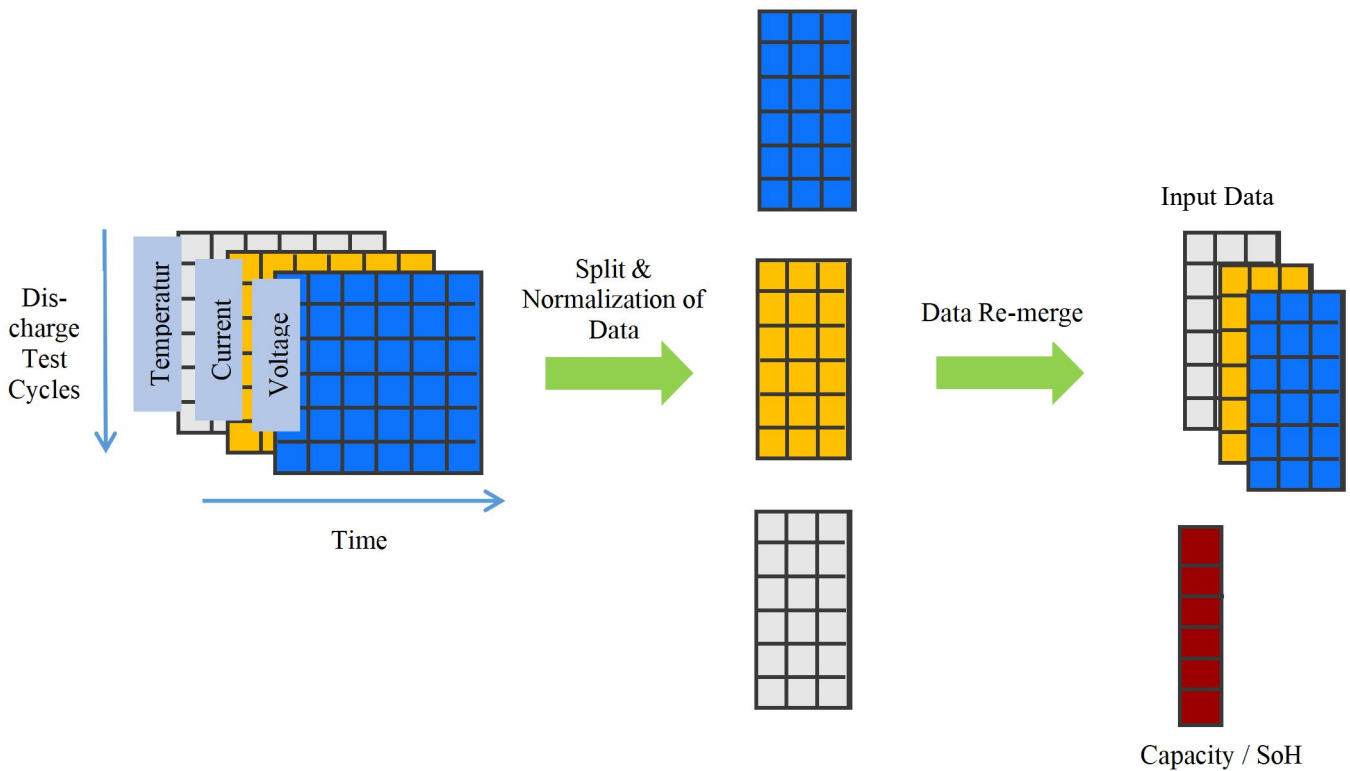 Dis-
charge
Test
Cycles
Temperatur
Current
Voltage
Time
Split &
Normalization of
Data
Data Re-merge
Input Data
Capacity / SoH